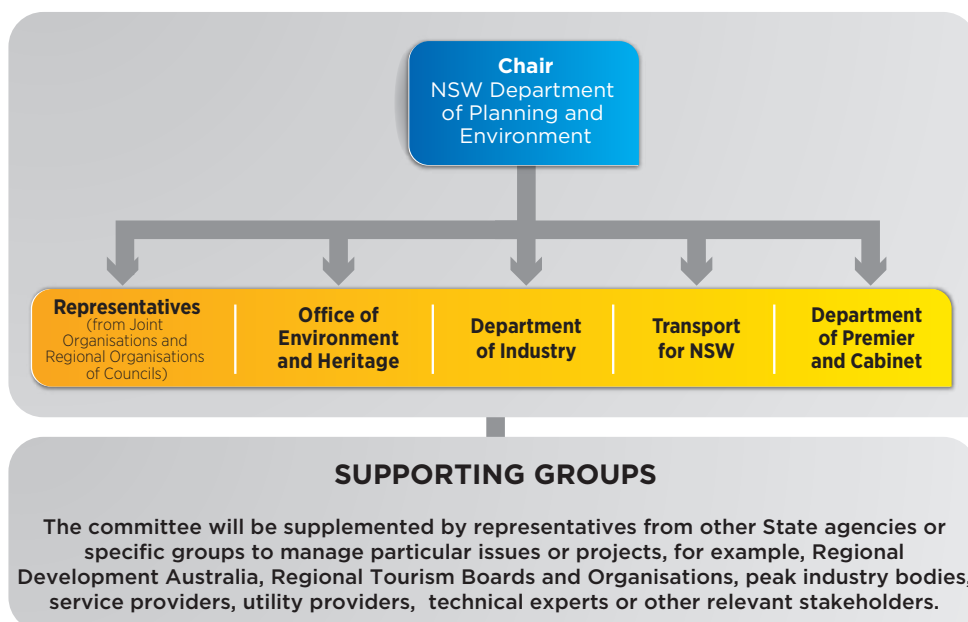 Chair
NSW Department
of Planning and
Environment
Representatives
(from Joint
Organisations and
Regional Organisations
of Councils)
Office of
Environment
and Heritage
Department
of Industry
Transport
for NSW
Department
of Premier
and Cabinet
SUPPORTING GROUPS
The committee will be supplemented by representatives from other State agencies or
specific groups to manage particular issues or projects, for example, Regional
Development Australia, Regional Tourism Boards and Organisations, peak industry bodies,
service providers, utility providers, technical experts or other relevant stakeholders.